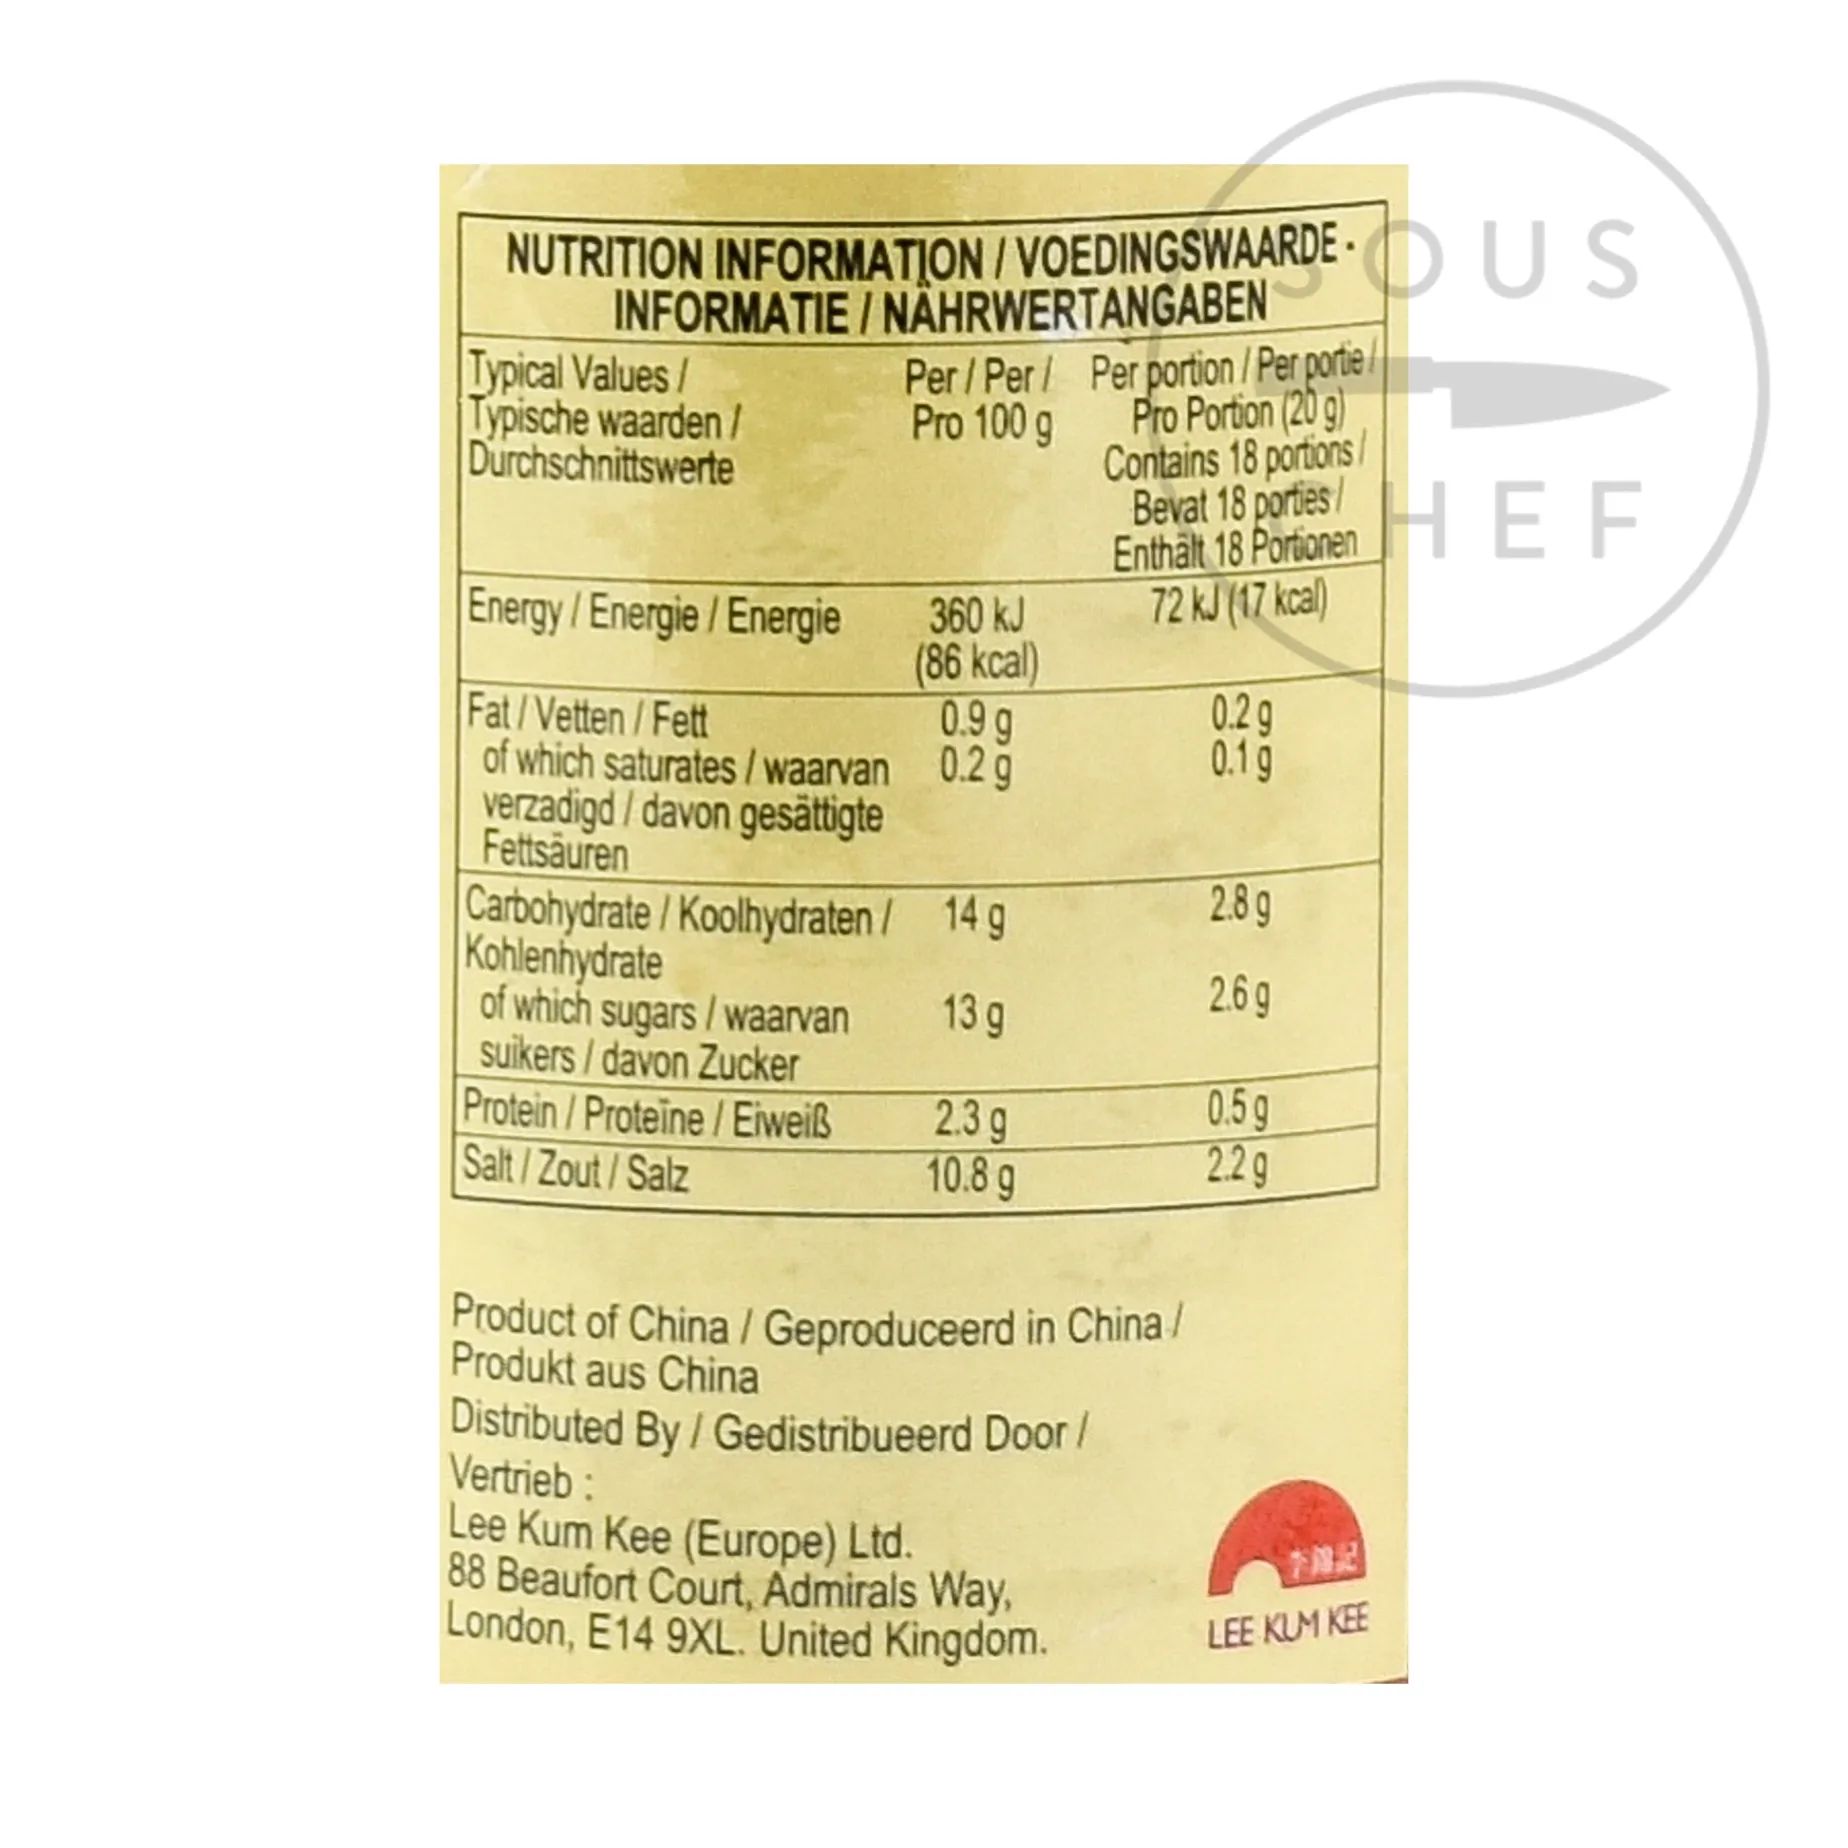 SOUS
CHEF
NUTRITION INFORMATION / VOEDINGSWAARDE -
INFORMATIE / NÄHRWERTANGABEN
Typical Values / Per / Per / Per portion / Per portie /
Typische waarden / Pro 100 g Pro Portion (20 g)
Durchschnittswerte Contains 18 portions /
Bevat 18 porties /
Enthält 18 Portionen
Energy / Energie / Energie 360 kJ 72 kJ (17 kcal)
(86 kcal)
Fat / Vetten / Fett 0.9 g 0.2 g
of which saturates / waarvan 0.2 g 0.1 g
verzadigd / davon gesättigte
Fettsäuren
Carbohydrate / Koolhydraten / 14 g 2.8 g
Kohlenhydrate
of which sugars / waarvan 13 g 2.6 g
suikers / davon Zucker
Protein / Proteïne / Eiweiß 2.3 g 0.5 g
Salt / Zout / Salz 10.8 g 2.2 g
Product of China / Geproduceerd in China /
Produkt aus China
Distributed By / Gedistribueerd Door /
Vertrieb :
Lee Kum Kee (Europe) Ltd.
88 Beaufort Court, Admirals Way,
London, E14 9XL. United Kingdom.
LEE KUM KEE